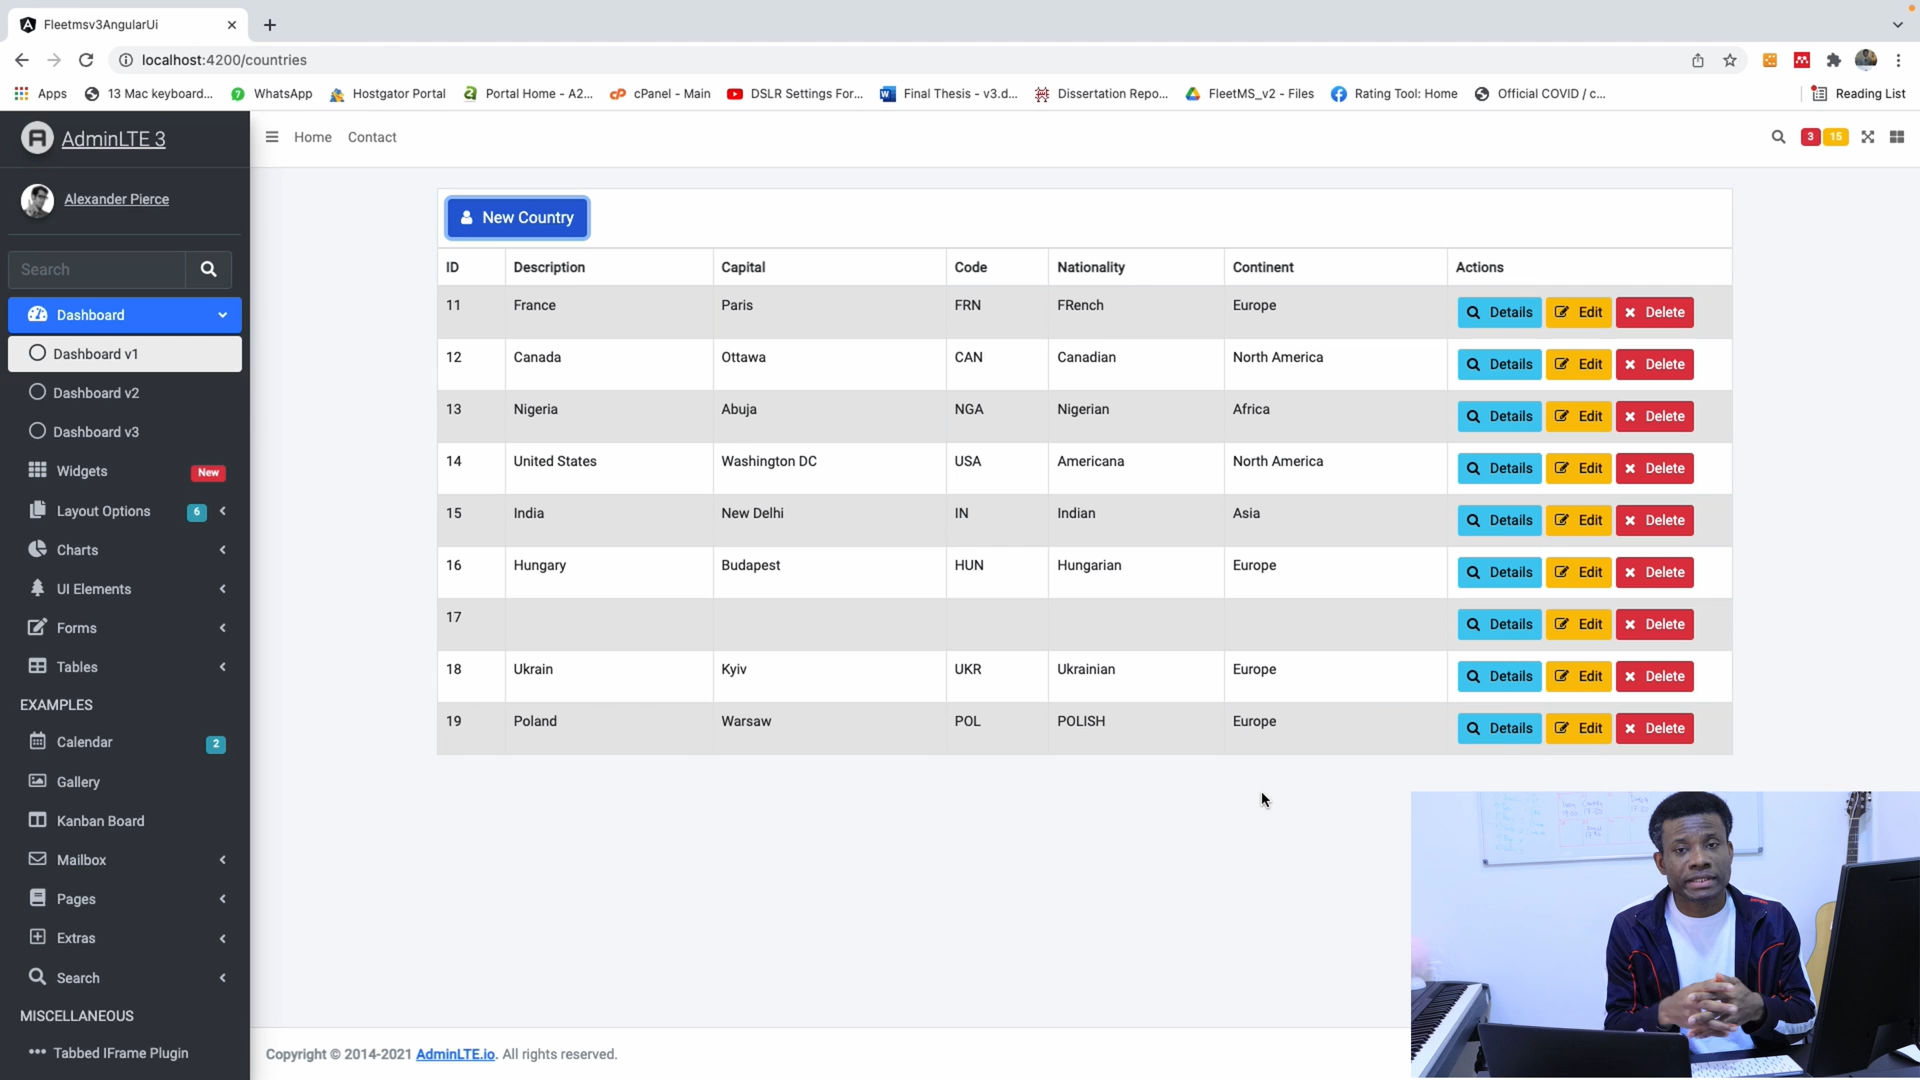 Fleetmsv3AngularUi
localhost:4200/countries
Apps 13 Mac keyboard... WhatsApp Hostgator Portal Portal Home - A2... cPanel - Main DSLR Settings For... Final Thesis - v3.d... Dissertation Repo... FleetMS_v2 - Files Rating Tool: Home Official COVID / c... Reading List
AdminLTE 3
Home Contact 3 15
Alexander Pierce
Search
Dashboard
Dashboard v1
Dashboard v2
Dashboard v3
Widgets New
Layout Options 6
Charts
UI Elements
Forms
Tables
EXAMPLES
Calendar 2
Gallery
Kanban Board
Mailbox
Pages
Extras
Search
MISCELLANEOUS
Tabbed IFrame Plugin
New Country
ID Description Capital Code Nationality Continent Actions
11 France Paris FRN FRench Europe Details Edit Delete
12 Canada Ottawa CAN Canadian North America Details Edit Delete
13 Nigeria Abuja NGA Nigerian Africa Details Edit Delete
14 United States Washington DC USA Americana North America Details Edit Delete
15 India New Delhi IN Indian Asia Details Edit Delete
16 Hungary Budapest HUN Hungarian Europe Details Edit Delete
17 Details Edit Delete
18 Ukrain Kyiv UKR Ukrainian Europe Details Edit Delete
19 Poland Warsaw POL POLISH Europe Details Edit Delete
Copyright © 2014-2021 AdminLTE.io. All rights reserved.